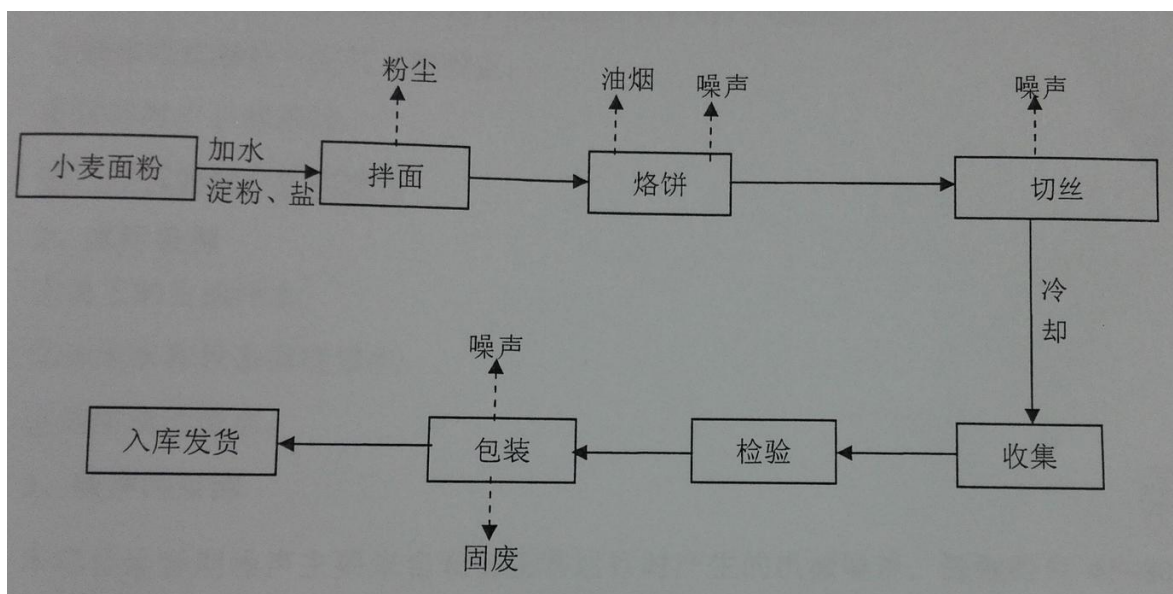 粉尘
油烟
噪声
噪声
小麦面粉
加水
淀粉、盐
拌面
烙饼
切丝
冷
却
噪声
入库发货
包装
检验
收集
固废